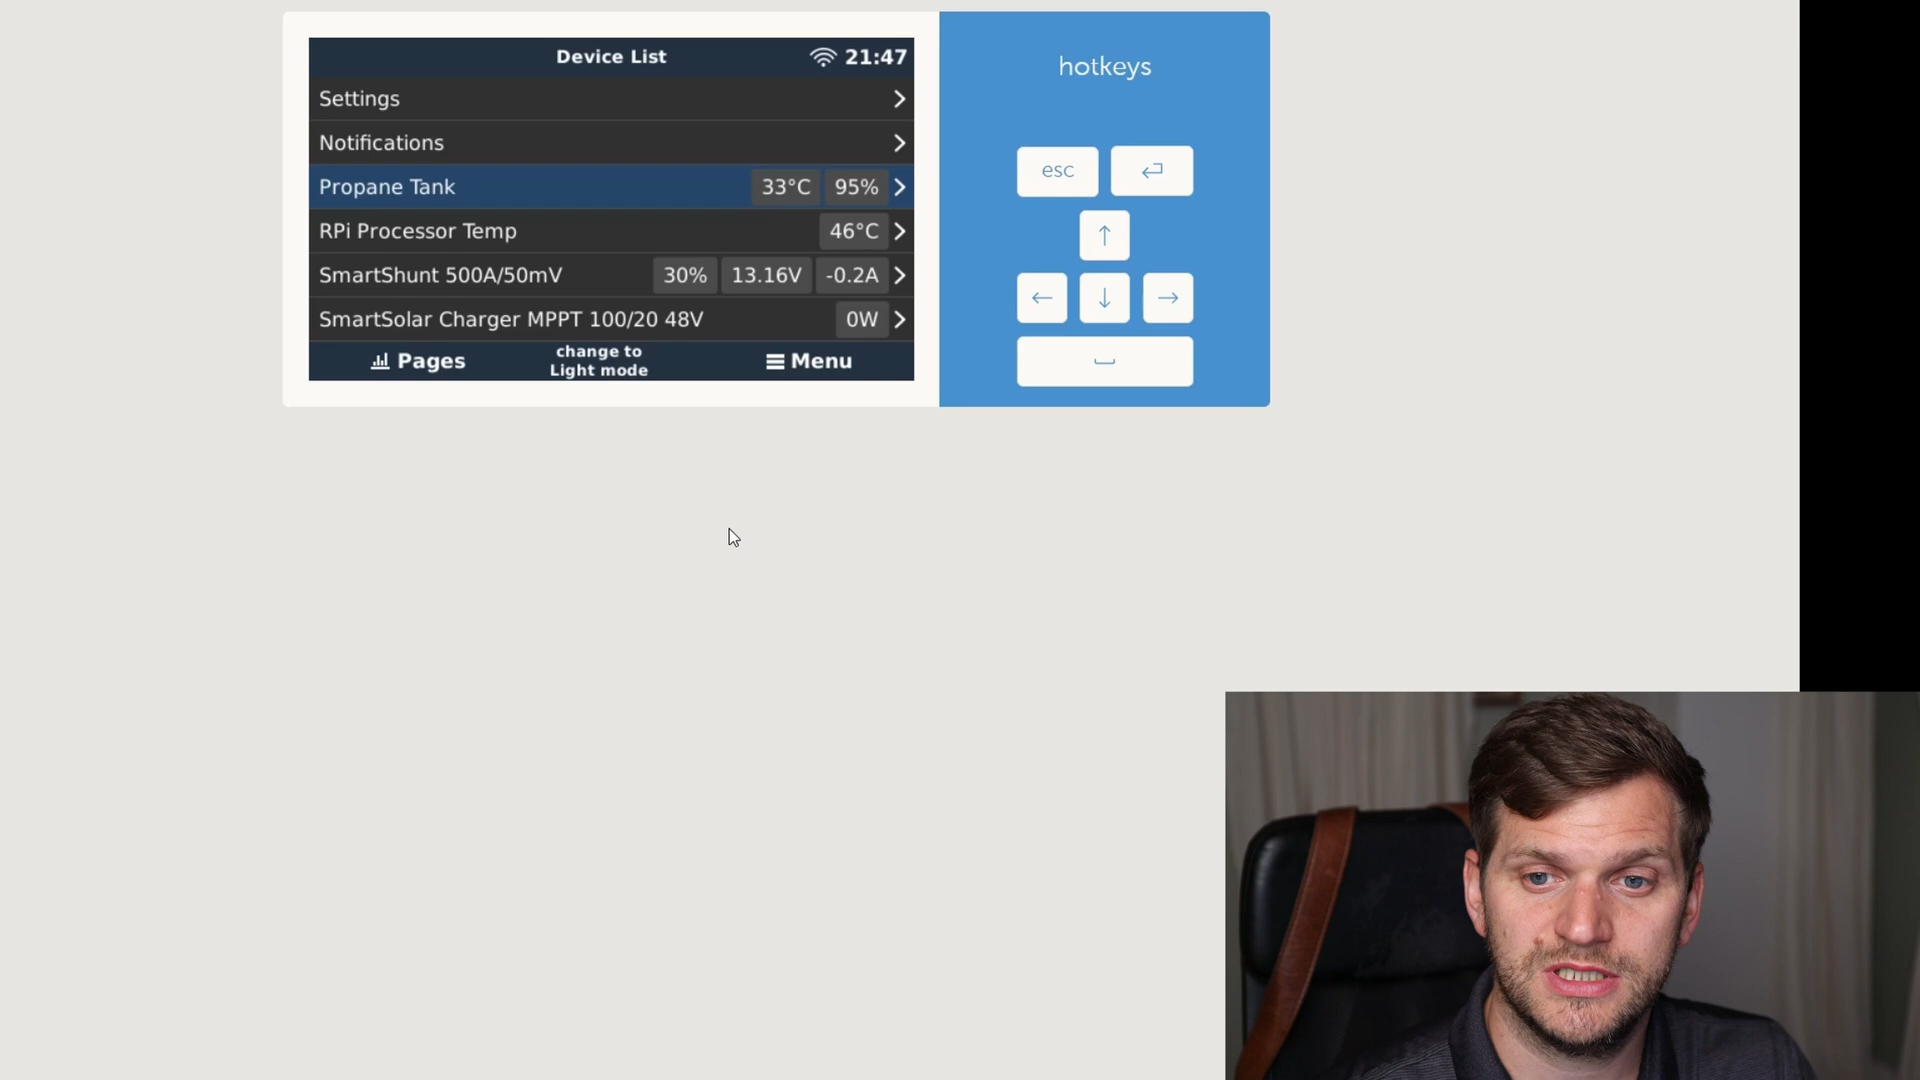 Device List 21:47
Settings
Notifications
Propane Tank 33°C 95%
RPi Processor Temp 46°C
SmartShunt 500A/50mV 30% 13.16V -0.2A
SmartSolar Charger MPPT 100/20 48V 0W
Pages change to Light mode Menu
hotkeys
esc